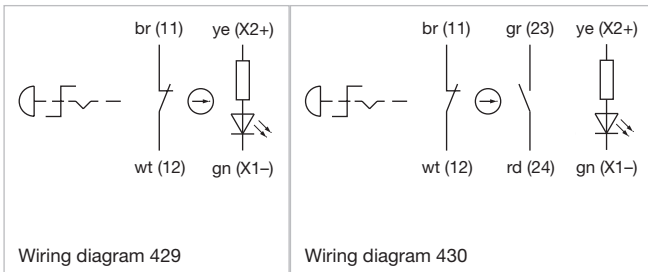 br (11) ye (X2+)
wt (12) gn (X1–)
Wiring diagram 429
br (11) gr (23) ye (X2+)
wt (12) rd (24) gn (X1–)
Wiring diagram 430